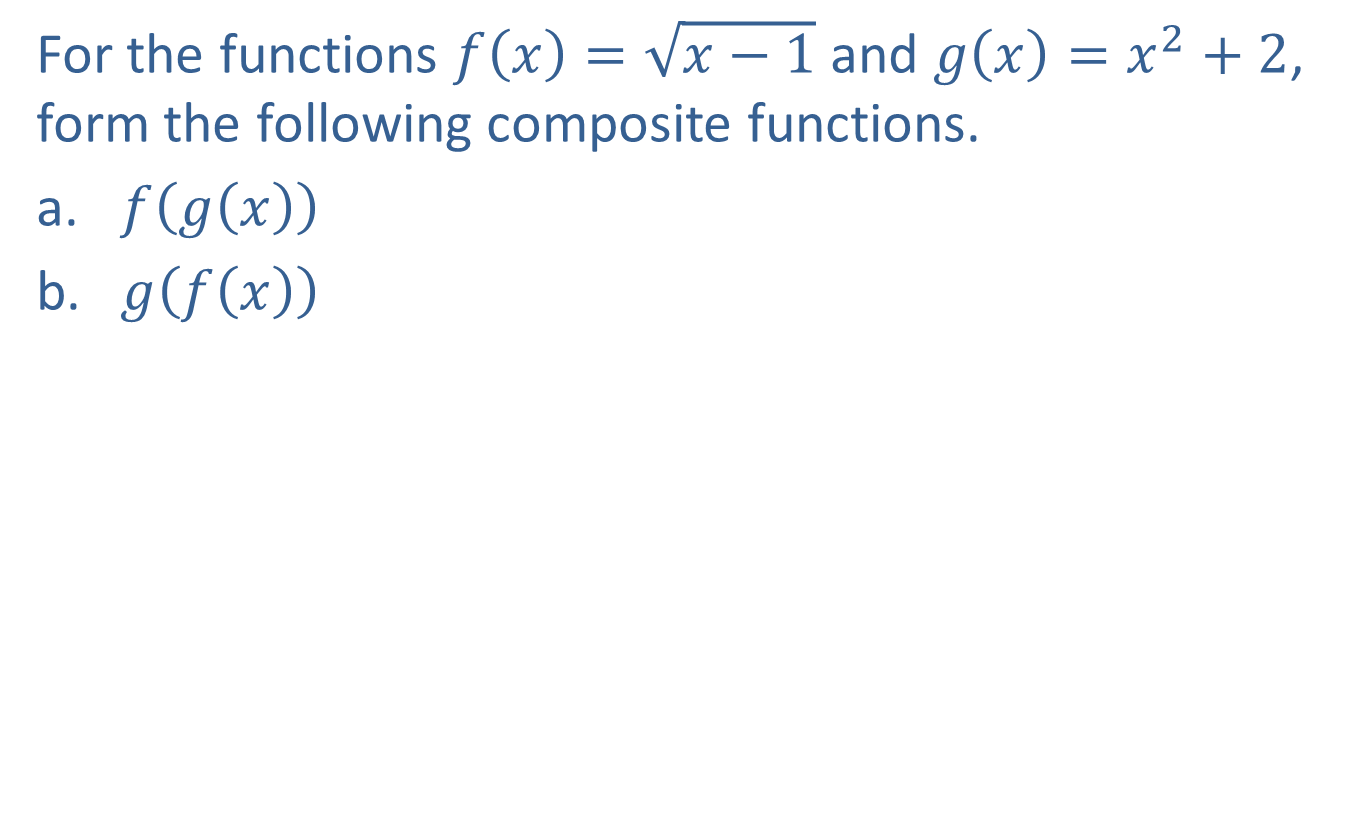 For the functions f(x) = √(x − 1) and g(x) = x² + 2,
form the following composite functions.
a. f(g(x))
b. g(f(x))